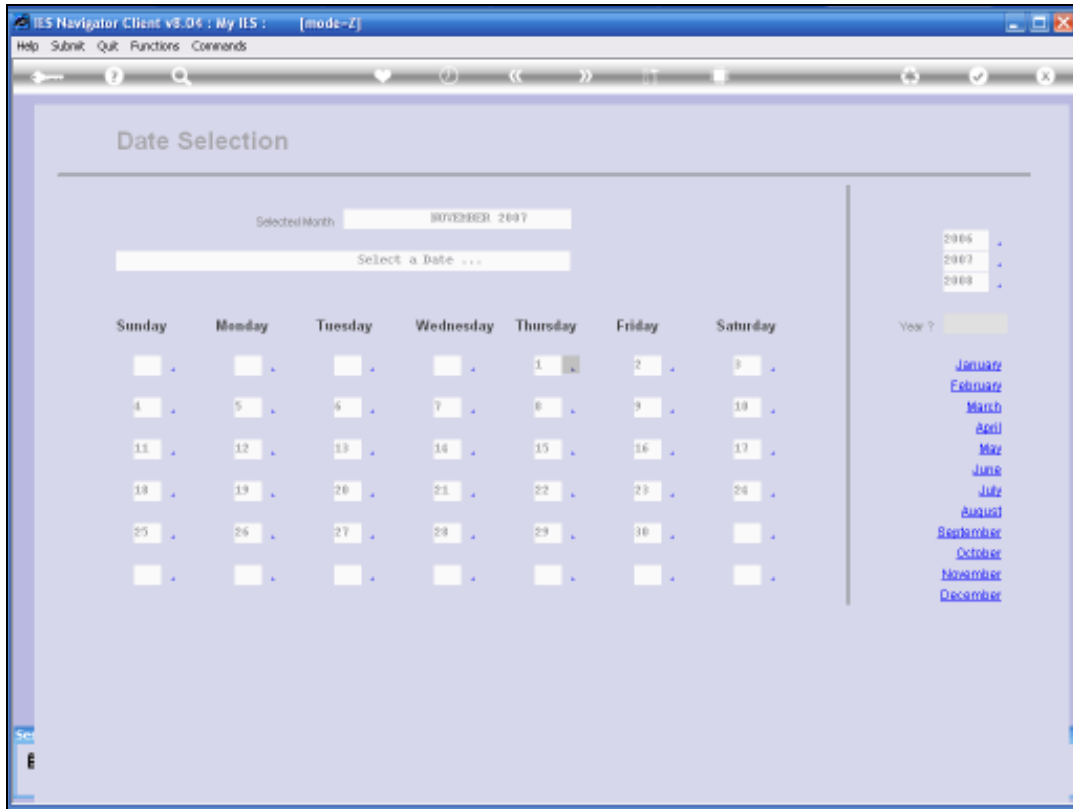 IES Navigator Client v8.04 : My IES : [mode-Z]
Help Submit Quit Functions Commands
Date Selection
Selected Month NOVEMBER 2007
Select a Date ...
2006
2007
2008
Year ?
Sunday Monday Tuesday Wednesday Thursday Friday Saturday
1 2 3
4 5 6 7 8 9 10
11 12 13 14 15 16 17
18 19 20 21 22 23 24
25 26 27 28 29 30
January
February
March
April
May
June
July
August
September
October
November
December